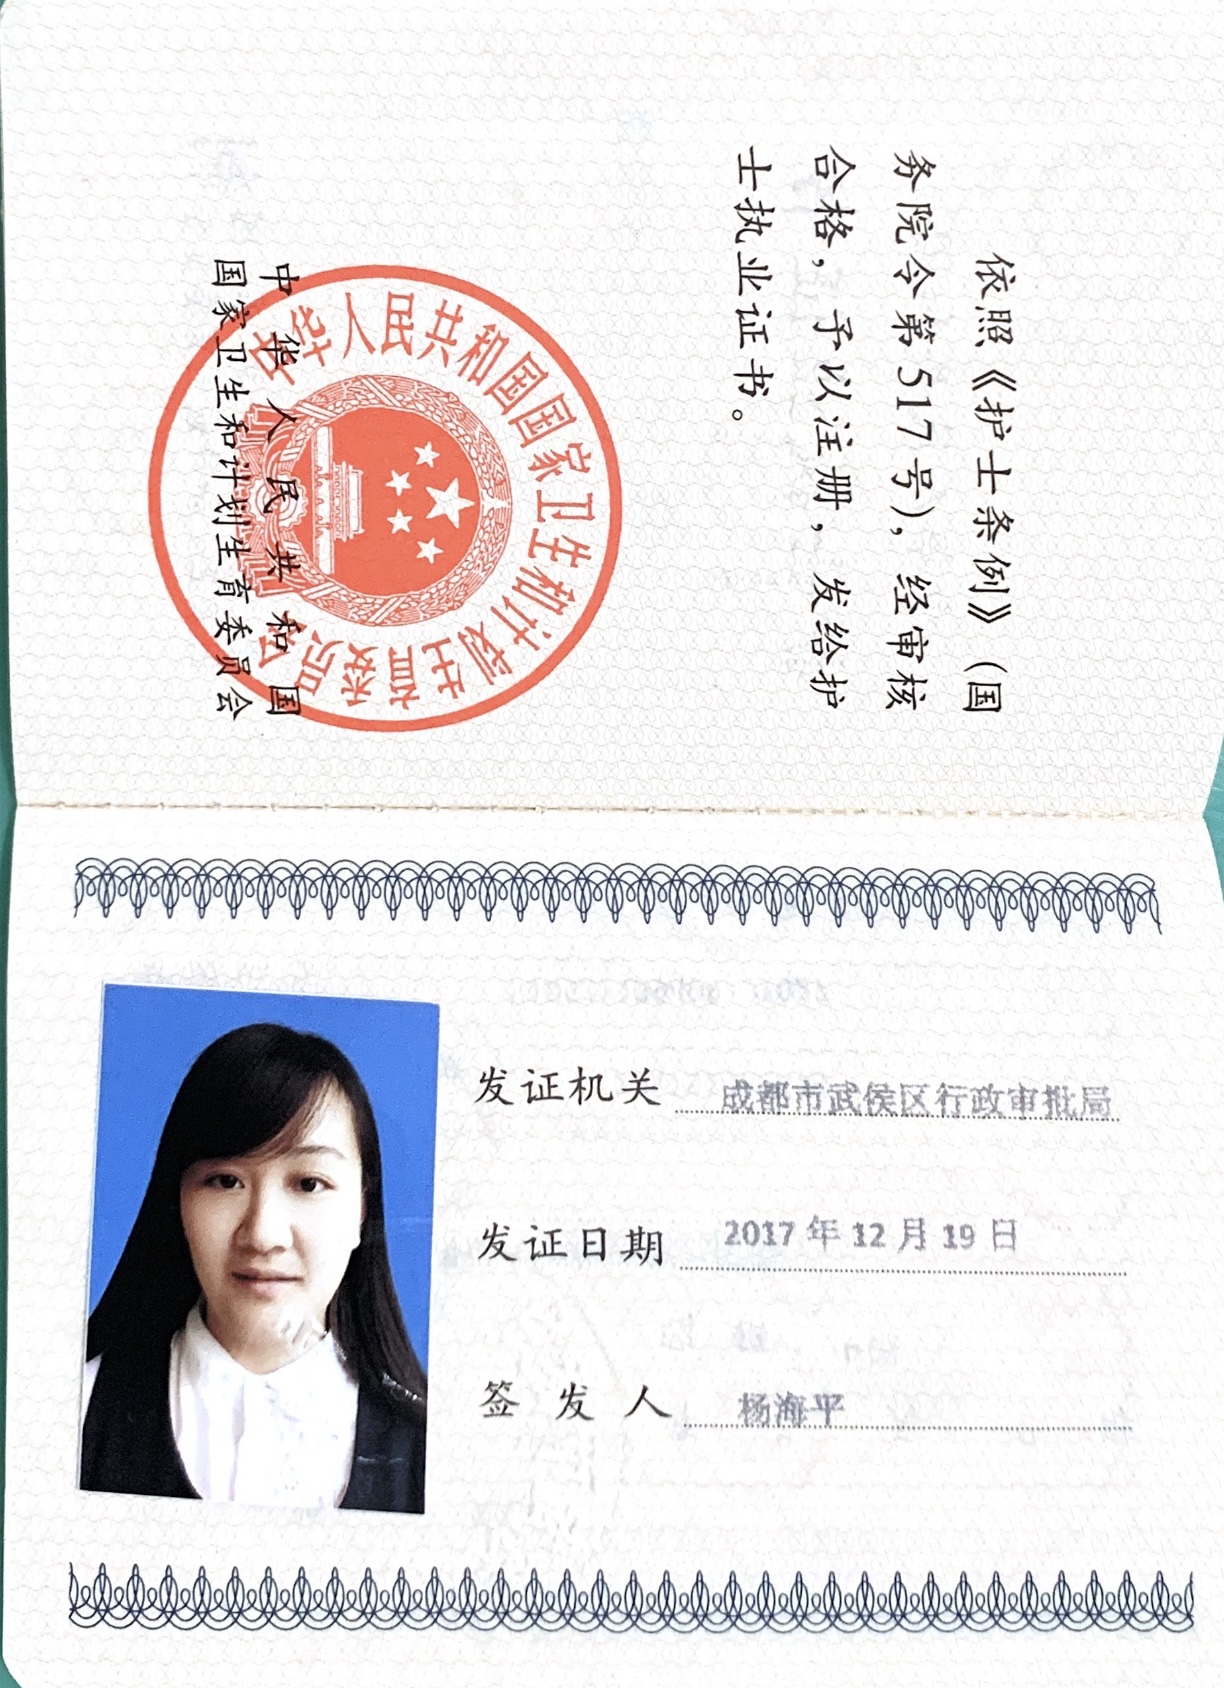 依照《护士条例》（国
务院令第517号），经审核
合格，予以注册，发给护
士执业证书。
中华人民共和国国家卫生和计划生育委员会
中华人民共和国
国家卫生和计划生育委员会
发证机关 成都市武侯区行政审批局
发证日期 2017年12月19日
签发人 杨海平